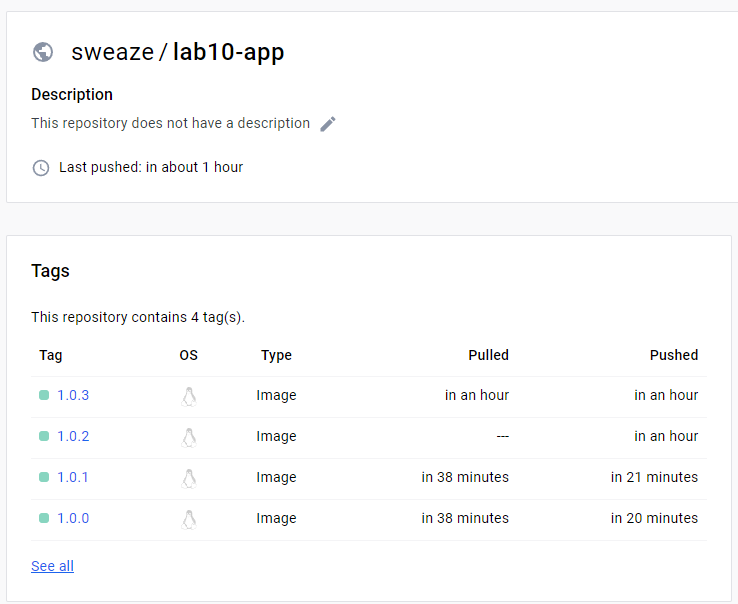 sweaze / lab10-app
Description
This repository does not have a description
Last pushed: in about 1 hour
Tags
This repository contains 4 tag(s).
Tag OS Type Pulled Pushed
1.0.3 Image in an hour in an hour
1.0.2 Image --- in an hour
1.0.1 Image in 38 minutes in 21 minutes
1.0.0 Image in 38 minutes in 20 minutes
See all